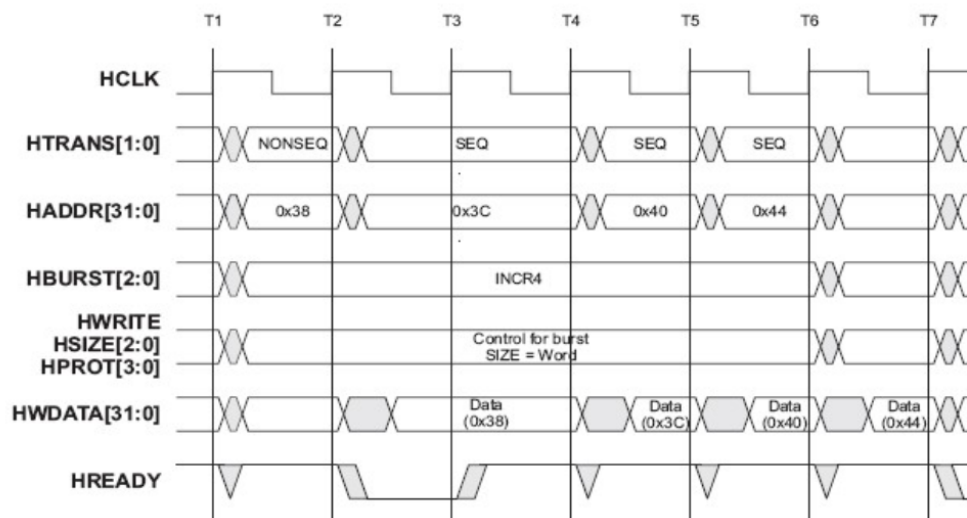 T1 T2 T3 T4 T5 T6 T7
HCLK
HTRANS[1:0] NONSEQ SEQ SEQ SEQ
HADDR[31:0] 0x38 0x3C 0x40 0x44
HBURST[2:0] INCR4
HWRITE
HSIZE[2:0] Control for burst
HPROT[3:0] SIZE = Word
HWDATA[31:0] Data Data Data Data
(0x38) (0x3C) (0x40) (0x44)
HREADY